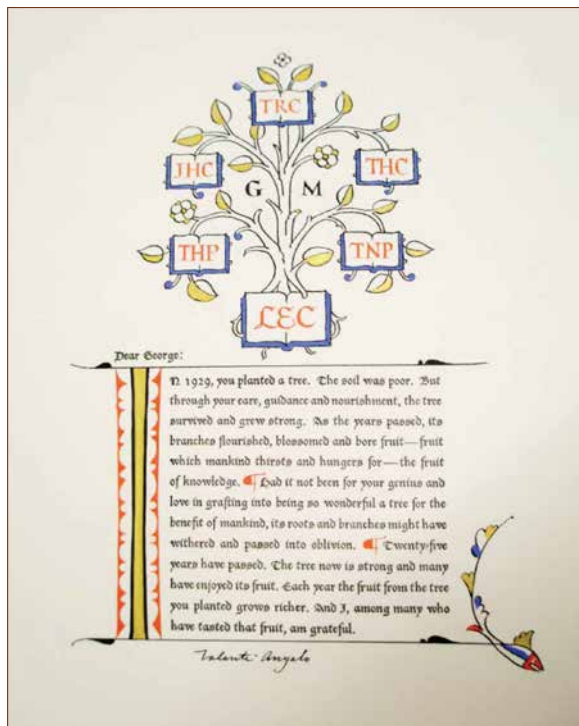 TRC
JHC
THC
G M
THP
TNP
LEC
Dear George:
IN 1929, you planted a tree. The soil was poor. But
through your care, guidance and nourishment, the tree
survived and grew strong. As the years passed, its
branches flourished, blossomed and bore fruit—fruit
which mankind thirsts and hungers for—the fruit
of knowledge. ¶ Had it not been for your genius and
love in grafting into being so wonderful a tree for the
benefit of mankind, its roots and branches might have
withered and passed into oblivion. ¶ Twenty-five
years have passed. The tree now is strong and many
have enjoyed its fruit. Each year the fruit from the tree
you planted grows richer. And I, among many who
have tasted that fruit, am grateful.
Valenti Angelo